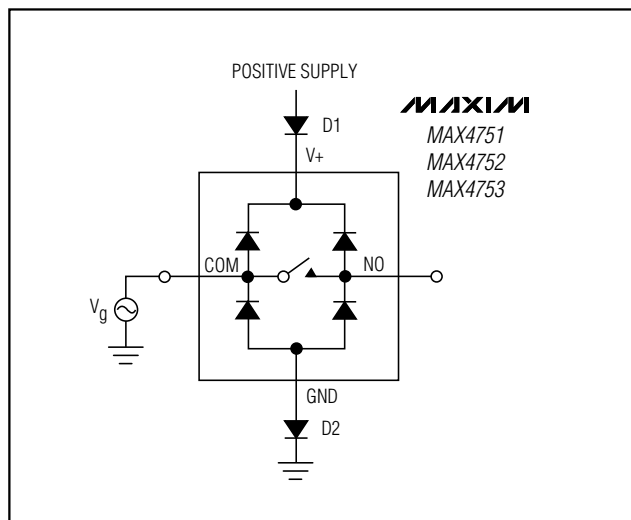 POSITIVE SUPPLY
D1
MAXIM
V+
MAX4751
MAX4752
MAX4753
COM
NO
Vg
GND
D2